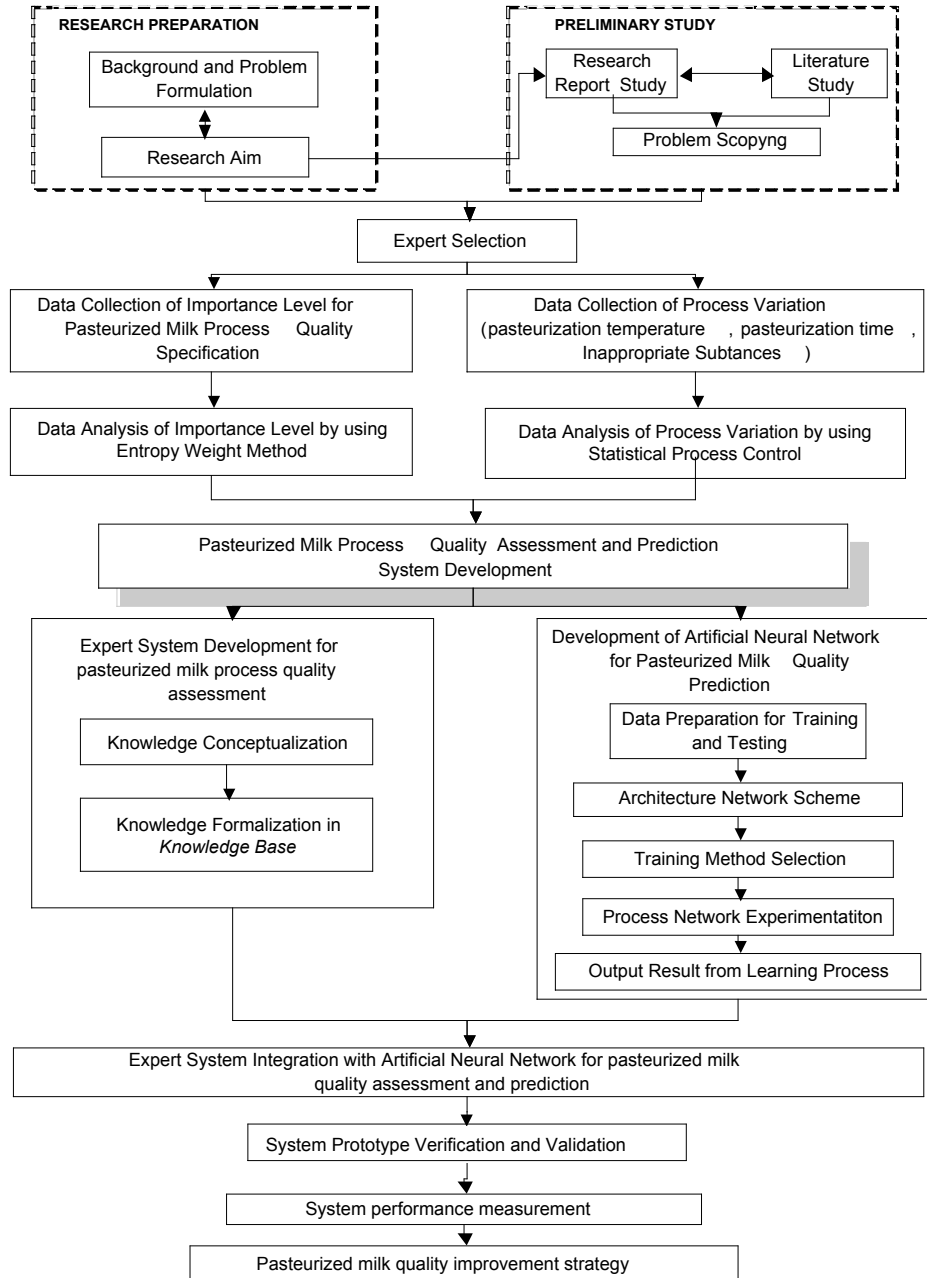 RESEARCH PREPARATION
Background and Problem
Formulation
Research Aim
PRELIMINARY STUDY
Research
Report Study
Literature
Study
Problem Scopyng
Expert Selection
Data Collection of Importance Level for
Pasteurized Milk Process Quality
Specification
Data Collection of Process Variation
(pasteurization temperature , pasteurization time ,
Inappropriate Subtances )
Data Analysis of Importance Level by using
Entropy Weight Method
Data Analysis of Process Variation by using
Statistical Process Control
Pasteurized Milk Process Quality Assessment and Prediction
System Development
Expert System Development for
pasteurized milk process quality
assessment
Knowledge Conceptualization
Knowledge Formalization in
Knowledge Base
Development of Artificial Neural Network
for Pasteurized Milk Quality
Prediction
Data Preparation for Training
and Testing
Architecture Network Scheme
Training Method Selection
Process Network Experimentatiton
Output Result from Learning Process
Expert System Integration with Artificial Neural Network for pasteurized milk
quality assessment and prediction
System Prototype Verification and Validation
System performance measurement
Pasteurized milk quality improvement strategy